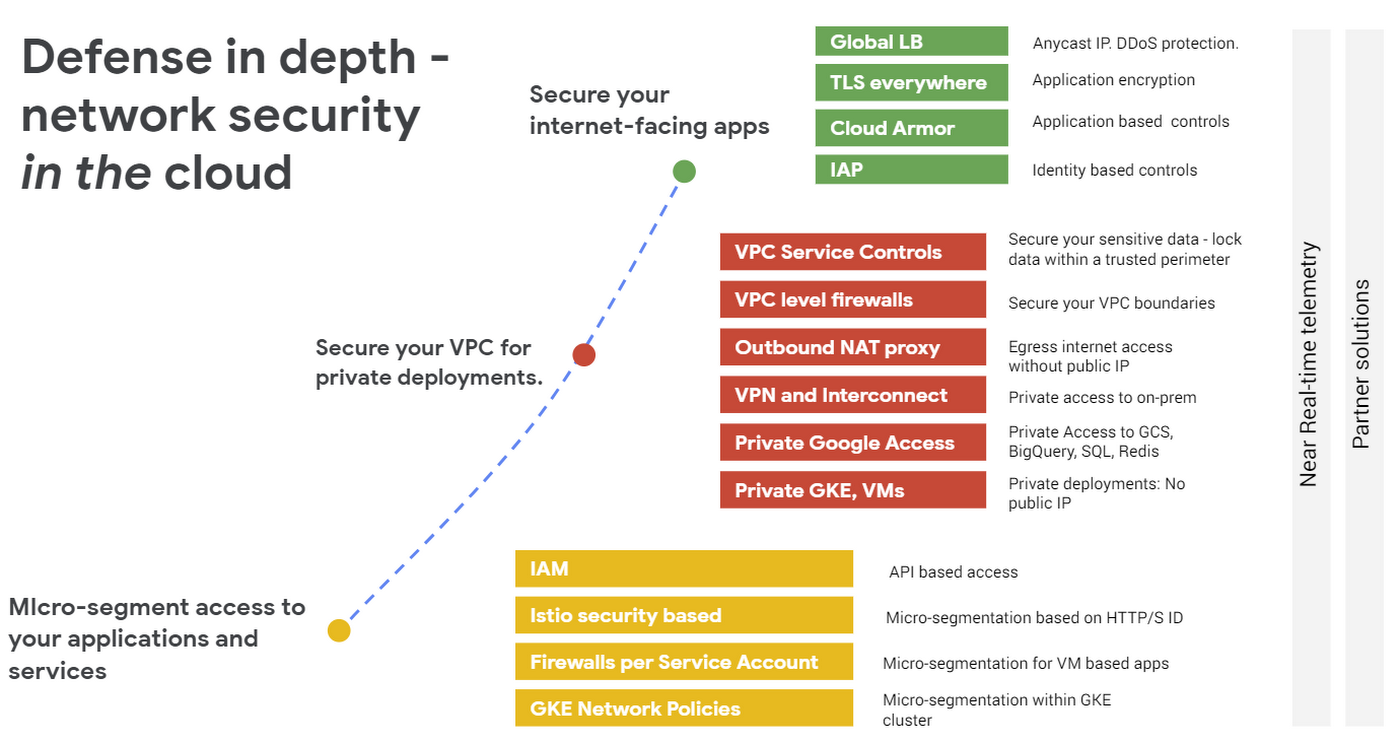 Defense in depth -
network security
in the cloud
Secure your
internet-facing apps
Global LB
Anycast IP. DDoS protection.
TLS everywhere
Application encryption
Cloud Armor
Application based  controls
IAP
Identity based controls
Secure your VPC for
private deployments.
VPC Service Controls
Secure your sensitive data - lock
data within a trusted perimeter
VPC level firewalls
Secure your VPC boundaries
Outbound NAT proxy
Egress internet access
without public IP
VPN and Interconnect
Private access to on-prem
Private Google Access
Private Access to GCS,
BigQuery, SQL, Redis
Private GKE, VMs
Private deployments: No
public IP
MIcro-segment access to
your applications and
services
IAM
API based access
Istio security based
Micro-segmentation based on HTTP/S ID
Firewalls per Service Account
Micro-segmentation for VM based apps
GKE Network Policies
Micro-segmentation within GKE
cluster
Near Real-time telemetry
Partner solutions